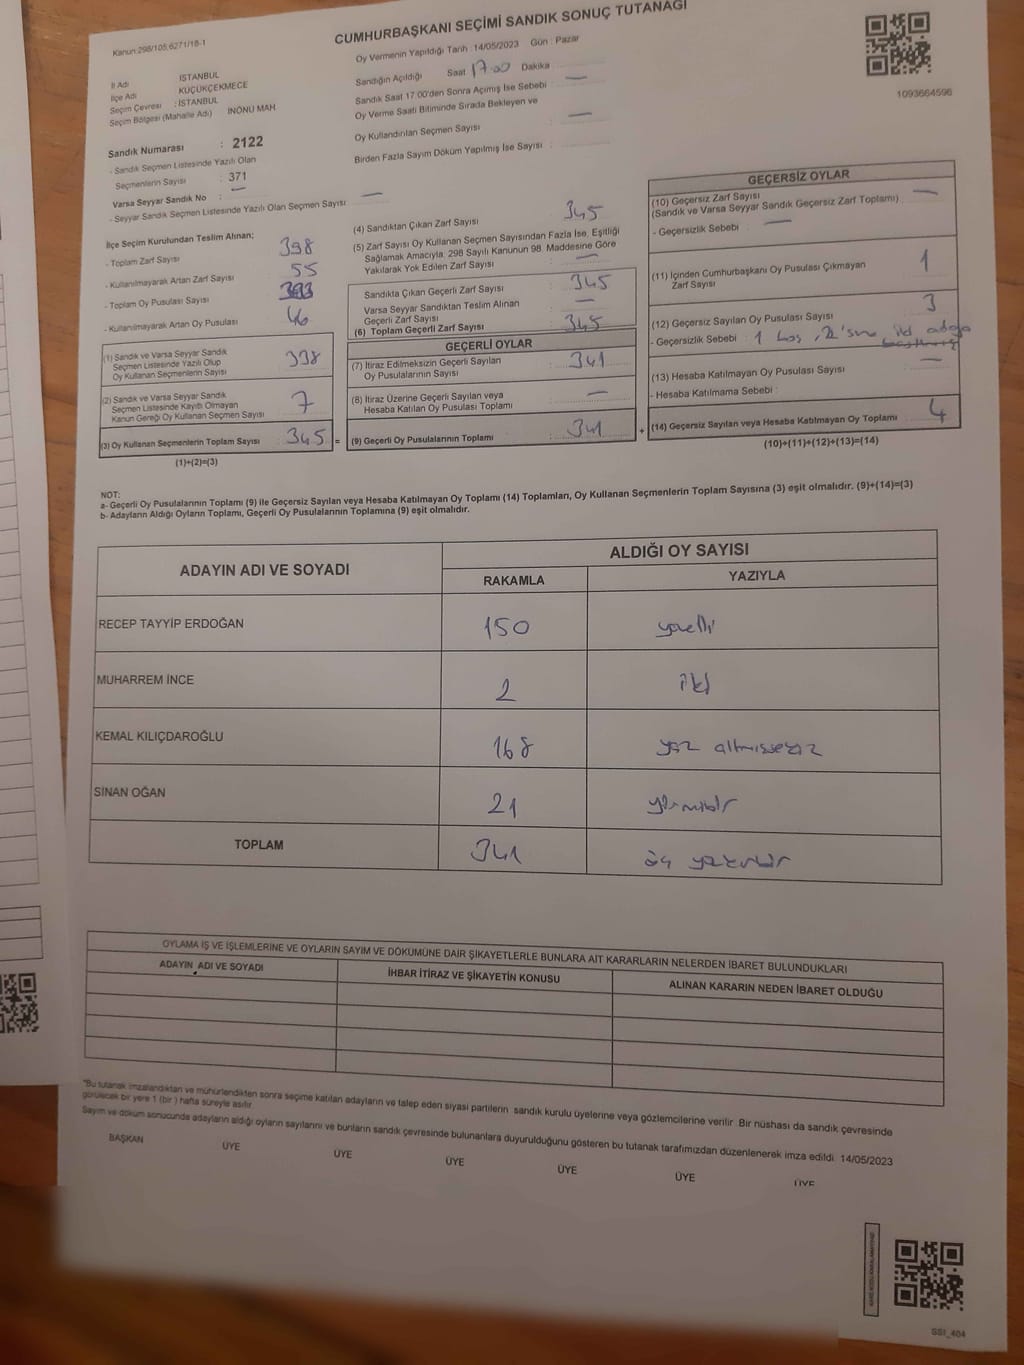 CUMHURBAŞKANI SEÇİMİ SANDIK SONUÇ TUTANAĞI
Kanun:298/105;6271/18-1
1093664596
İl Adı İSTANBUL
İlçe Adı KÜÇÜKÇEKMECE
Seçim Çevresi : İSTANBUL
Seçim Bölgesi (Mahalle Adı) İNÖNÜ MAH
Sandık Numarası : 2122
- Sandık Seçmen Listesinde Yazılı Olan
Seçmenlerin Sayısı : 371
Varsa Seyyar Sandık No : —
- Seyyar Sandık Seçmen Listesinde Yazılı Olan Seçmen Sayısı : —
Oy Vermenin Yapıldığı Tarih : 14/05/2023 Gün : Pazar
Sandığın Açıldığı Saat 17.00 Dakika
Sandık Saat 17:00'den Sonra Açılmış İse Sebebi : —
Oy Verme Saati Bitiminde Sırada Bekleyen ve
Oy Kullandırılan Seçmen Sayısı : —
Birden Fazla Sayım Döküm Yapılmış İse Sayısı :
İlçe Seçim Kurulundan Teslim Alınan;
- Toplam Zarf Sayısı 398
- Kullanılmayarak Artan Zarf Sayısı 55
- Toplam Oy Pusulası Sayısı
- Kullanılmayarak Artan Oy Pusulası 46
(1) Sandık ve Varsa Seyyar Sandık
Seçmen Listesinde Yazılı Olup
Oy Kullanan Seçmenlerin Sayısı 338
(2) Sandık ve Varsa Seyyar Sandık
Seçmen Listesinde Kayıtlı Olmayan
Kanun Gereği Oy Kullanan Seçmen Sayısı 7
(3) Oy Kullanan Seçmenlerin Toplam Sayısı 345 =
(1)+(2)=(3)
(4) Sandıktan Çıkan Zarf Sayısı 345
(5) Zarf Sayısı Oy Kullanan Seçmen Sayısından Fazla İse, Eşitliği
Sağlamak Amacıyla, 298 Sayılı Kanunun 98. Maddesine Göre
Yakılarak Yok Edilen Zarf Sayısı —
Sandıkta Çıkan Geçerli Zarf Sayısı 345
Varsa Seyyar Sandıktan Teslim Alınan
Geçerli Zarf Sayısı —
(6) Toplam Geçerli Zarf Sayısı 345
GEÇERLİ OYLAR
(7) İtiraz Edilmeksizin Geçerli Sayılan
Oy Pusulalarının Sayısı 341
(8) İtiraz Üzerine Geçerli Sayılan veya
Hesaba Katılan Oy Pusulası Toplamı —
(9) Geçerli Oy Pusulalarının Toplamı 341 +
GEÇERSİZ OYLAR
(10) Geçersiz Zarf Sayısı —
(Sandık ve Varsa Seyyar Sandık Geçersiz Zarf Toplamı)
- Geçersizlik Sebebi : —
(11) İçinden Cumhurbaşkanı Oy Pusulası Çıkmayan
Zarf Sayısı 1
(12) Geçersiz Sayılan Oy Pusulası Sayısı 3
- Geçersizlik Sebebi : 1 boş, 2'sin iki adaya
(13) Hesaba Katılmayan Oy Pusulası Sayısı —
- Hesaba Katılmama Sebebi :
(14) Geçersiz Sayılan veya Hesaba Katılmayan Oy Toplamı 4
(10)+(11)+(12)+(13)=(14)
NOT:
a- Geçerli Oy Pusulalarının Toplamı (9) ile Geçersiz Sayılan veya Hesaba Katılmayan Oy Toplamı (14) Toplamları, Oy Kullanan Seçmenlerin Toplam Sayısına (3) eşit olmalıdır. (9)+(14)=(3)
b- Adayların Aldığı Oyların Toplamı, Geçerli Oy Pusulalarının Toplamına (9) eşit olmalıdır.
ADAYIN ADI VE SOYADI ALDIĞI OY SAYISI
RAKAMLA YAZIYLA
RECEP TAYYİP ERDOĞAN 150 yüzelli
MUHARREM İNCE 2 iki
KEMAL KILIÇDAROĞLU 168 yüz altmışsekiz
SİNAN OĞAN 21 yirmibir
TOPLAM 341 üç yüzkırkbir
OYLAMA İŞ VE İŞLEMLERİNE VE OYLARIN SAYIM VE DÖKÜMÜNE DAİR ŞİKAYETLERLE BUNLARA AİT KARARLARIN NELERDEN İBARET BULUNDUKLARI
ADAYIN ADI VE SOYADI İHBAR İTİRAZ VE ŞİKAYETİN KONUSU ALINAN KARARIN NEDEN İBARET OLDUĞU
*Bu tutanak imzalandıktan ve mühürlendikten sonra seçime katılan adayların ve talep eden siyasi partilerin sandık kurulu üyelerine veya gözlemcilerine verilir. Bir nüshası da sandık çevresinde
görülecek bir yere 1 (bir ) hafta süreyle asılır.
Sayım ve döküm sonucunda adayların aldığı oyların sayılarını ve bunların sandık çevresinde bulunanlara duyurulduğunu gösteren bu tutanak tarafımızdan düzenlenerek imza edildi. 14/05/2023
BAŞKAN ÜYE ÜYE ÜYE ÜYE ÜYE ÜYE
SSI_404